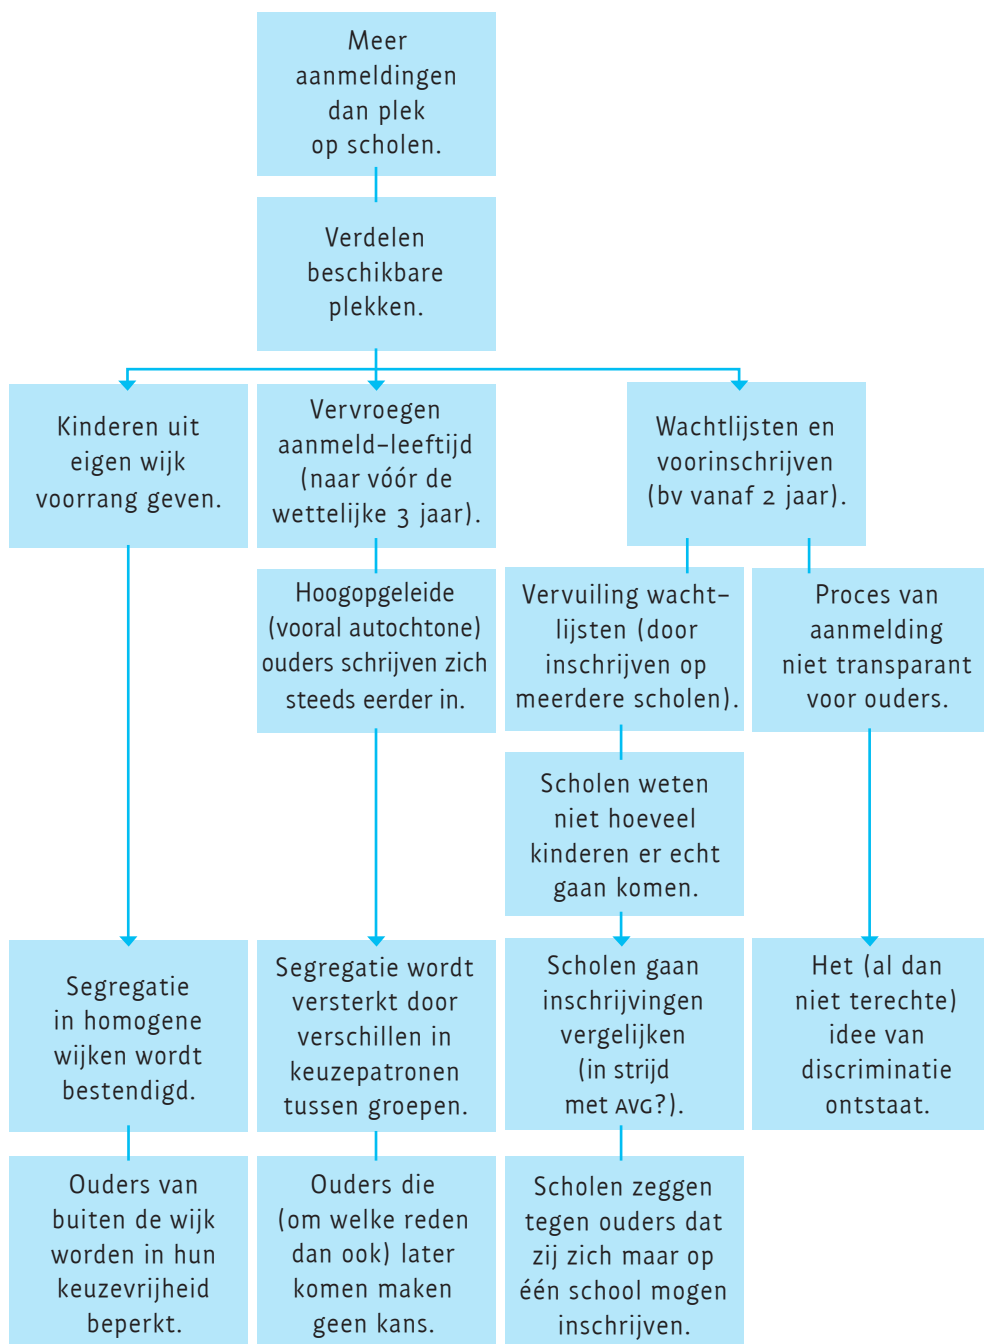 Meer
aanmeldingen
dan plek
op scholen.
Verdelen
beschikbare
plekken.
Kinderen uit
eigen wijk
voorrang geven.
Vervroegen
aanmeld-leeftijd
(naar vóór de
wettelijke 3 jaar).
Wachtlijsten en
voorinschrijven
(bv vanaf 2 jaar).
Hoogopgeleide
(vooral autochtone)
ouders schrijven zich
steeds eerder in.
Vervuiling wacht-
lijsten (door
inschrijven op
meerdere scholen).
Proces van
aanmelding
niet transparant
voor ouders.
Scholen weten
niet hoeveel
kinderen er echt
gaan komen.
Segregatie
in homogene
wijken wordt
bestendigd.
Segregatie wordt
versterkt door
verschillen in
keuzepatronen
tussen groepen.
Scholen gaan
inschrijvingen
vergelijken
(in strijd
met AVG?).
Het (al dan
niet terechte)
idee van
discriminatie
ontstaat.
Ouders van
buiten de wijk
worden in hun
keuzevrijheid
beperkt.
Ouders die
(om welke reden
dan ook) later
komen maken
geen kans.
Scholen zeggen
tegen ouders dat
zij zich maar op
één school mogen
inschrijven.